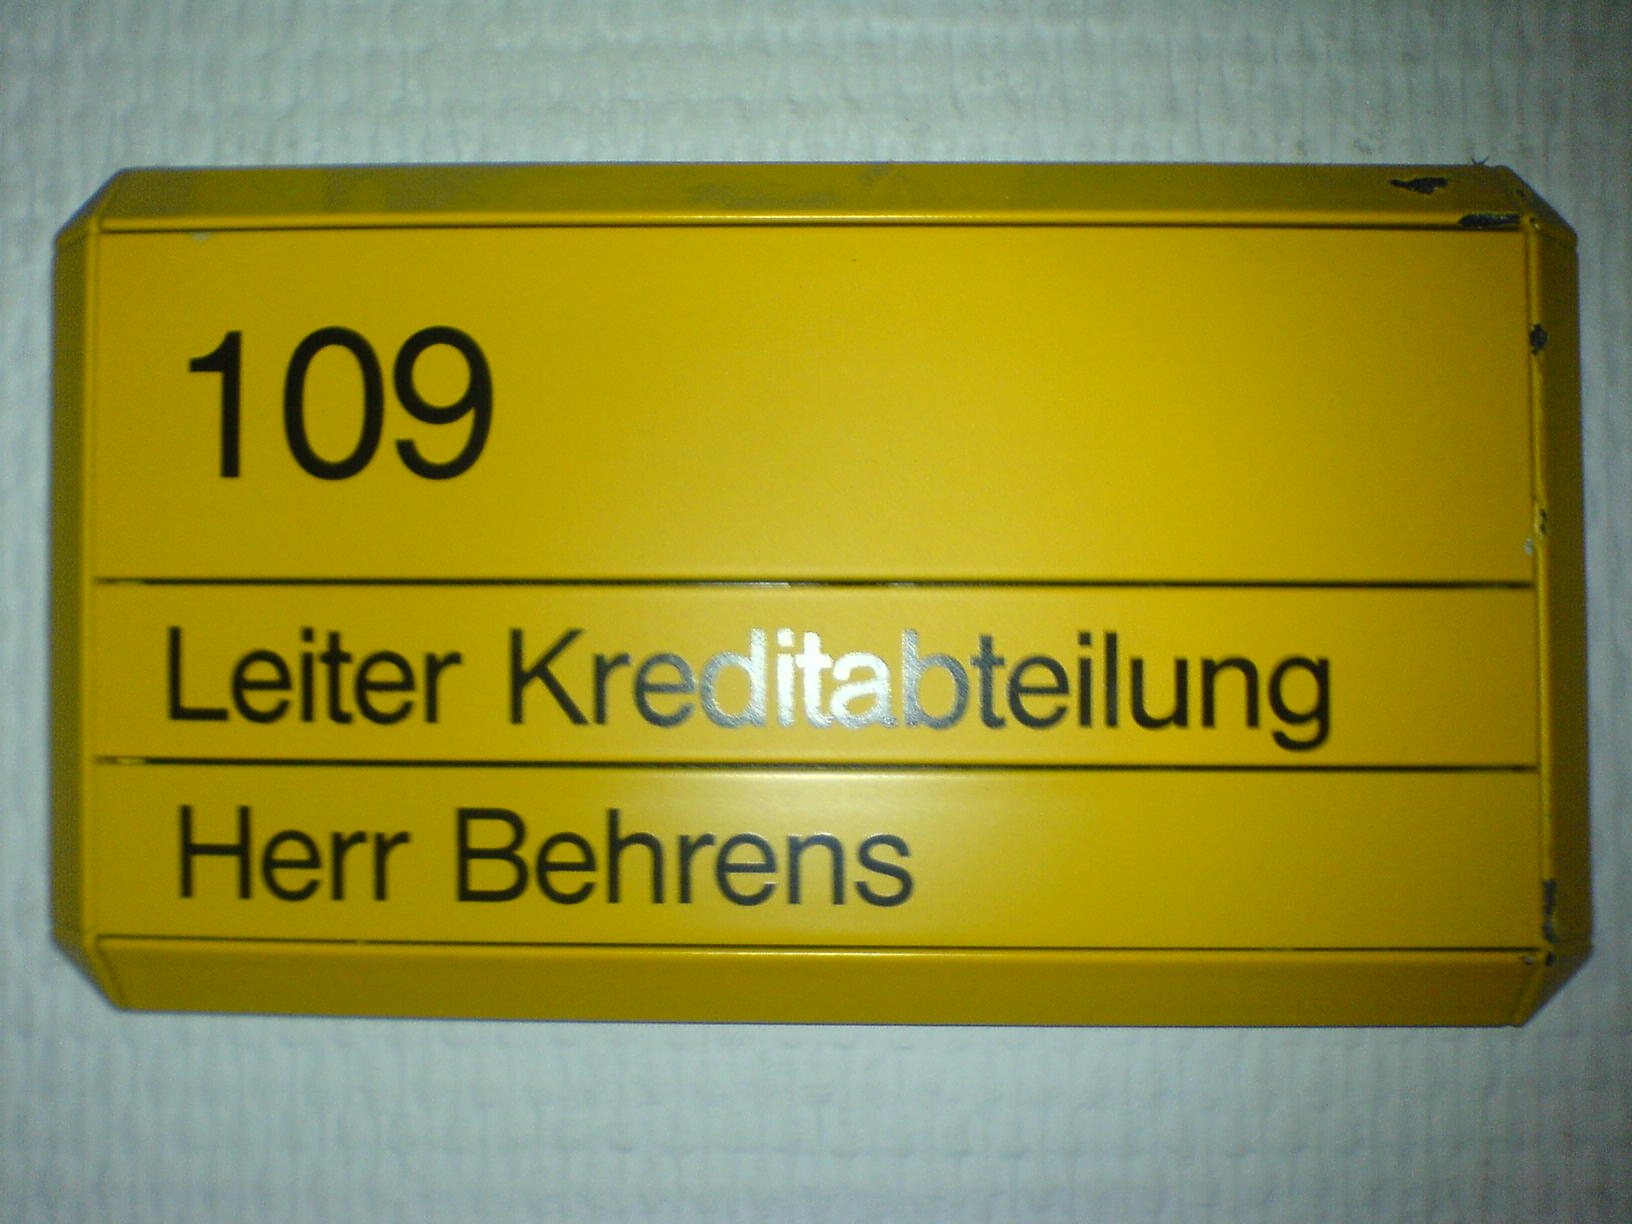 109
Leiter Kreditabteilung
Herr Behrens